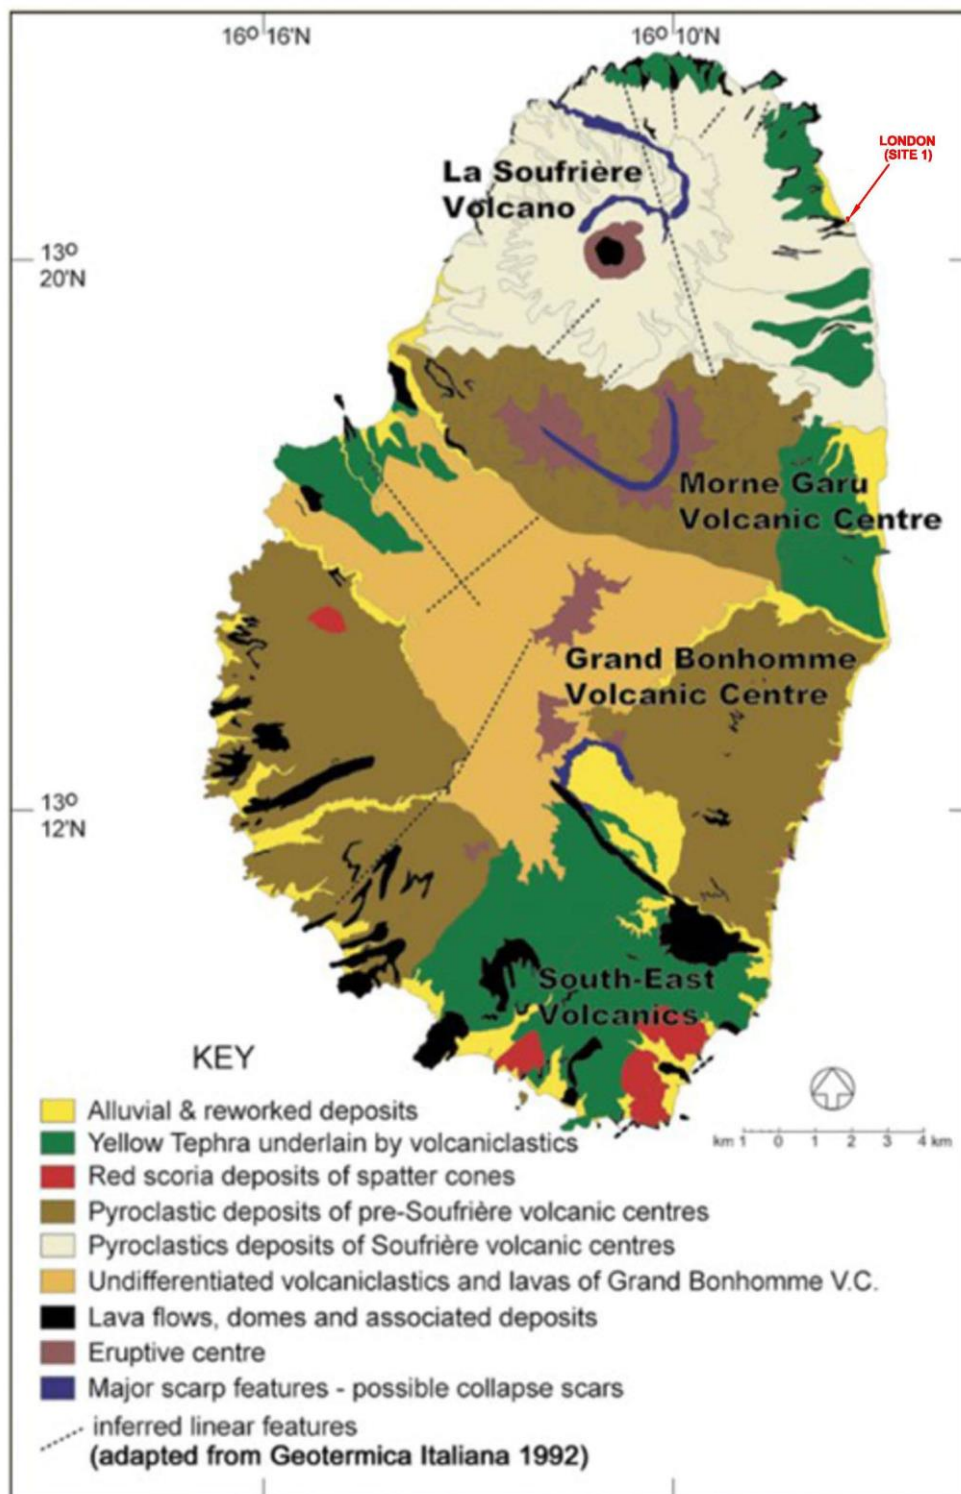 16º 16'N
16º 10'N
LONDON
(SITE 1)
La Soufrière
Volcano
13º
20'N
Morne Garu
Volcanic Centre
Grand Bonhomme
Volcanic Centre
13º
12'N
South-East
Volcanics
KEY
Alluvial & reworked deposits
Yellow Tephra underlain by volcaniclastics
Red scoria deposits of spatter cones
Pyroclastic deposits of pre-Soufrière volcanic centres
Pyroclastics deposits of Soufrière volcanic centres
Undifferentiated volcaniclastics and lavas of Grand Bonhomme V.C.
Lava flows, domes and associated deposits
Eruptive centre
Major scarp features - possible collapse scars
inferred linear features
(adapted from Geotermica Italiana 1992)
km 1 0 1 2 3 4 km